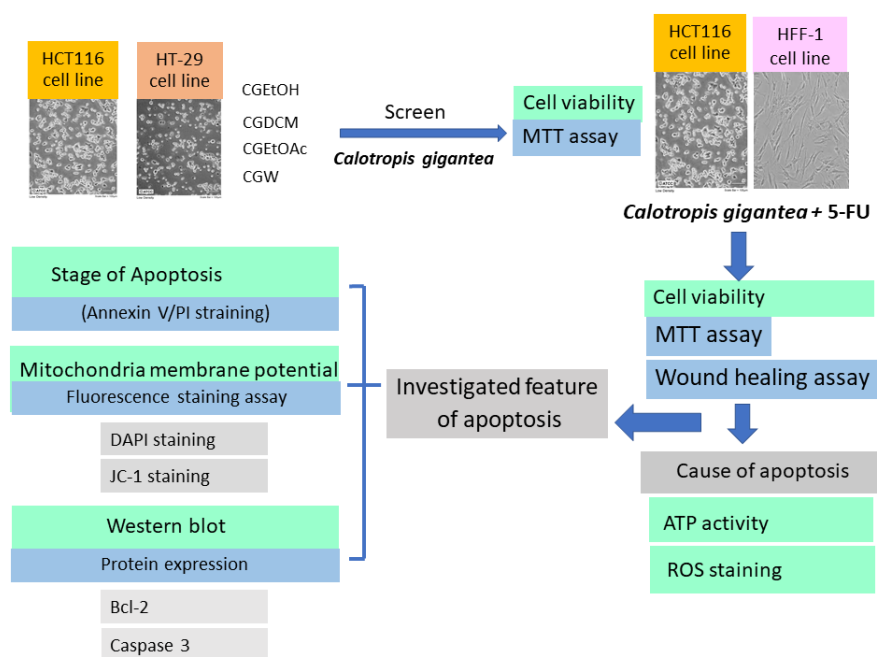 HCT116
cell line
HT-29
cell line
CGEtOH
CGDCM
CGEtOAc
CGW
Screen
Calotropis gigantea
Cell viability
MTT assay
HCT116
cell line
HFF-1
cell line
Calotropis gigantea + 5-FU
Cell viability
MTT assay
Wound healing assay
Cause of apoptosis
ATP activity
ROS staining
Investigated feature
of apoptosis
Stage of Apoptosis
(Annexin V/PI straining)
Mitochondria membrane potential
Fluorescence staining assay
DAPI staining
JC-1 staining
Western blot
Protein expression
Bcl-2
Caspase 3